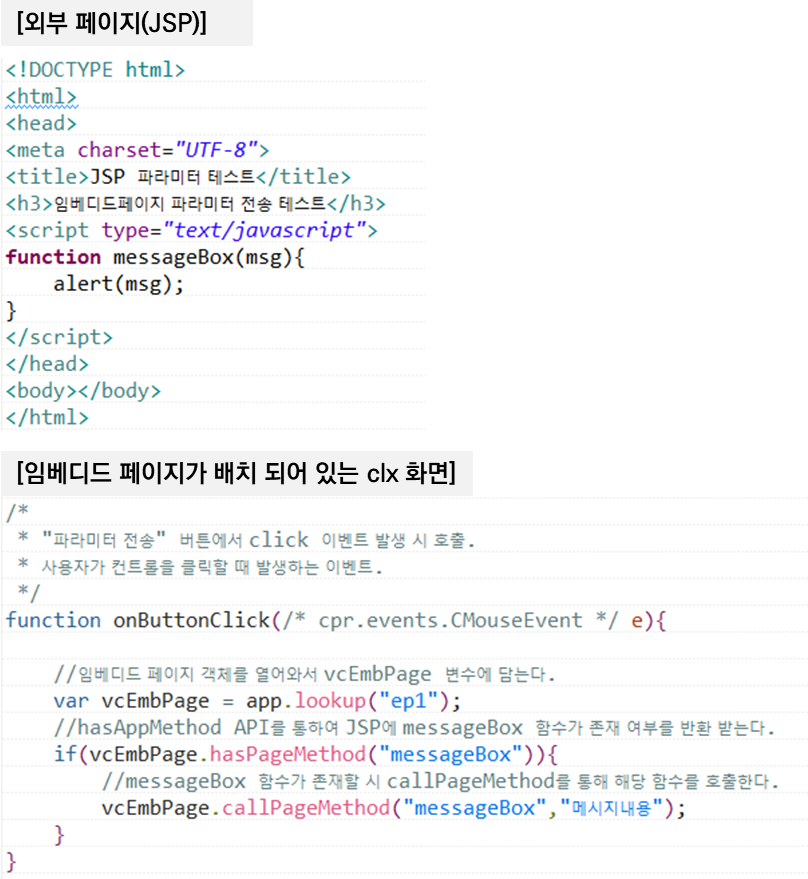 [외부 페이지(JSP)]
<!DOCTYPE html>
<html>
<head>
<meta charset="UTF-8">
<title>JSP 파라미터 테스트</title>
<h3>임베디드페이지 파라미터 전송 테스트</h3>
<script type="text/javascript">
function messageBox(msg){
    alert(msg);
}
</script>
</head>
<body></body>
</html>
[임베디드 페이지가 배치 되어 있는 clx 화면]
/*
 * "파라미터 전송" 버튼에서 click 이벤트 발생 시 호출.
 * 사용자가 컨트롤을 클릭할 때 발생하는 이벤트.
 */
function onButtonClick(/* cpr.events.CMouseEvent */ e){
    //임베디드 페이지 객체를 열어와서 vcEmbPage 변수에 담는다.
    var vcEmbPage = app.lookup("ep1");
    //hasAppMethod API를 통하여 JSP에 messageBox 함수가 존재 여부를 반환 받는다.
    if(vcEmbPage.hasPageMethod("messageBox")){
        //messageBox 함수가 존재할 시 callPageMethod를 통해 해당 함수를 호출한다.
        vcEmbPage.callPageMethod("messageBox","메시지내용");
    }
}